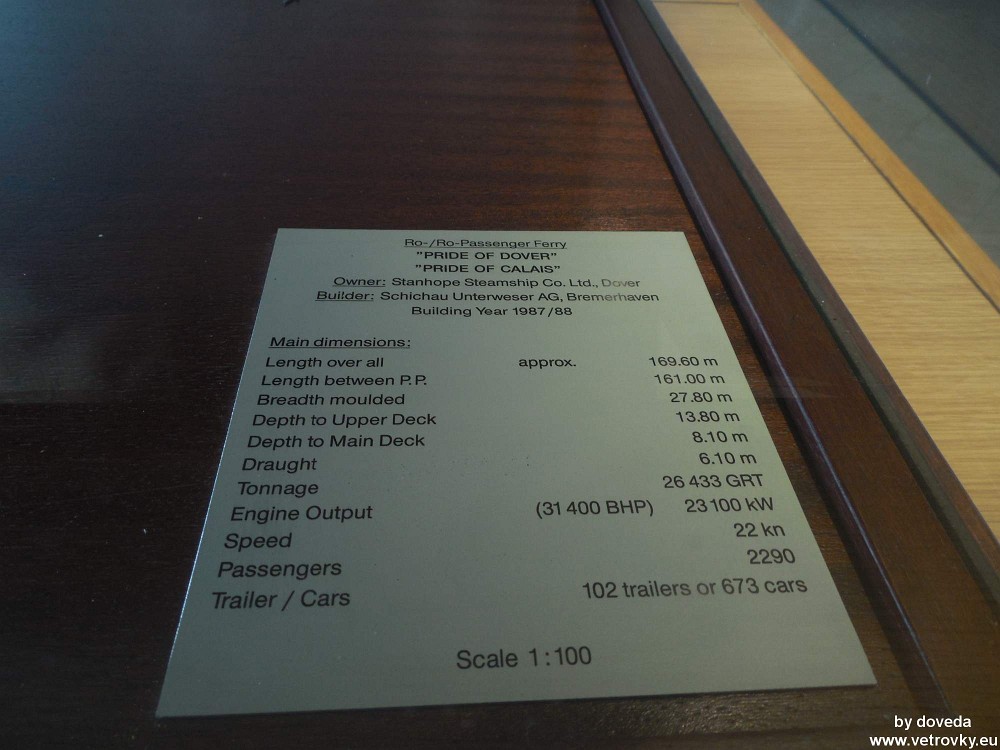 Ro-/Ro-Passenger Ferry
"PRIDE OF DOVER"
"PRIDE OF CALAIS"
Owner: Stanhope Steamship Co. Ltd., Dover
Builder: Schichau Unterweser AG, Bremerhaven
Building Year 1987/88
Main dimensions:
Length over all approx. 169.60 m
Length between P.P. 161.00 m
Breadth moulded 27.80 m
Depth to Upper Deck 13.80 m
Depth to Main Deck 8.10 m
Draught 6.10 m
Tonnage 26 433 GRT
Engine Output (31 400 BHP) 23 100 kW
Speed 22 kn
Passengers 2290
Trailer / Cars 102 trailers or 673 cars
Scale 1:100
by doveda
www.vetrovky.eu